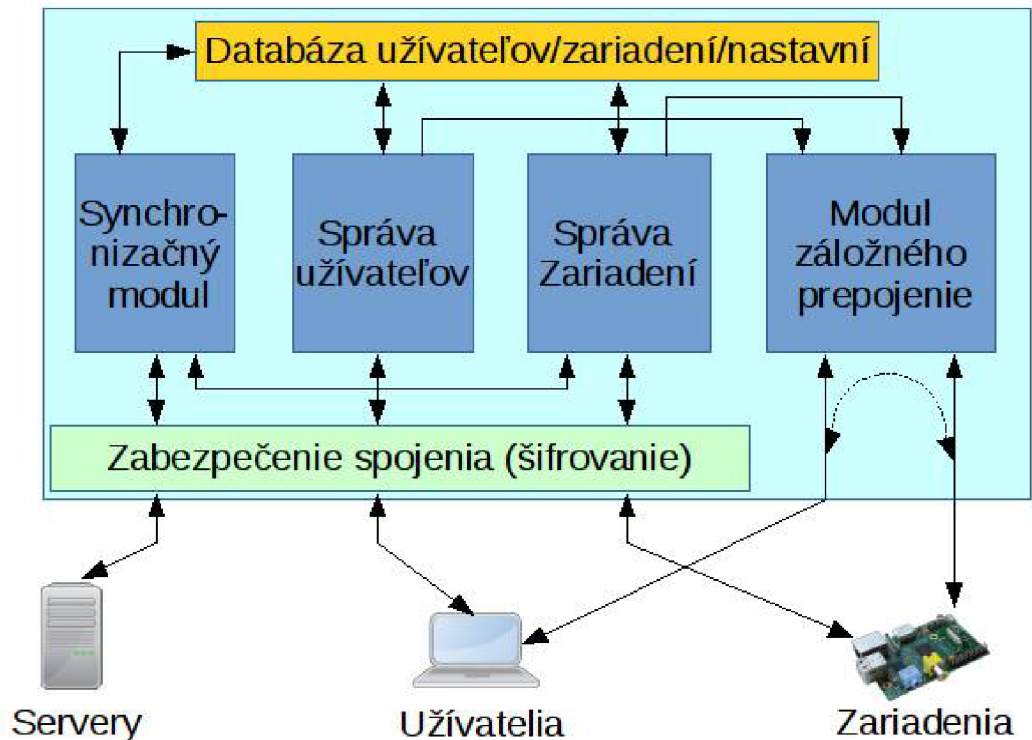 Databáza užívateľov/zariadení/nastavní
Synchro-
nizačný
modul
Správa
užívateľov
Správa
Zariadení
Modul
záložného
prepojenie
Zabezpečenie spojenia (šifrovanie)
Servery
Užívatelia
Zariadenia